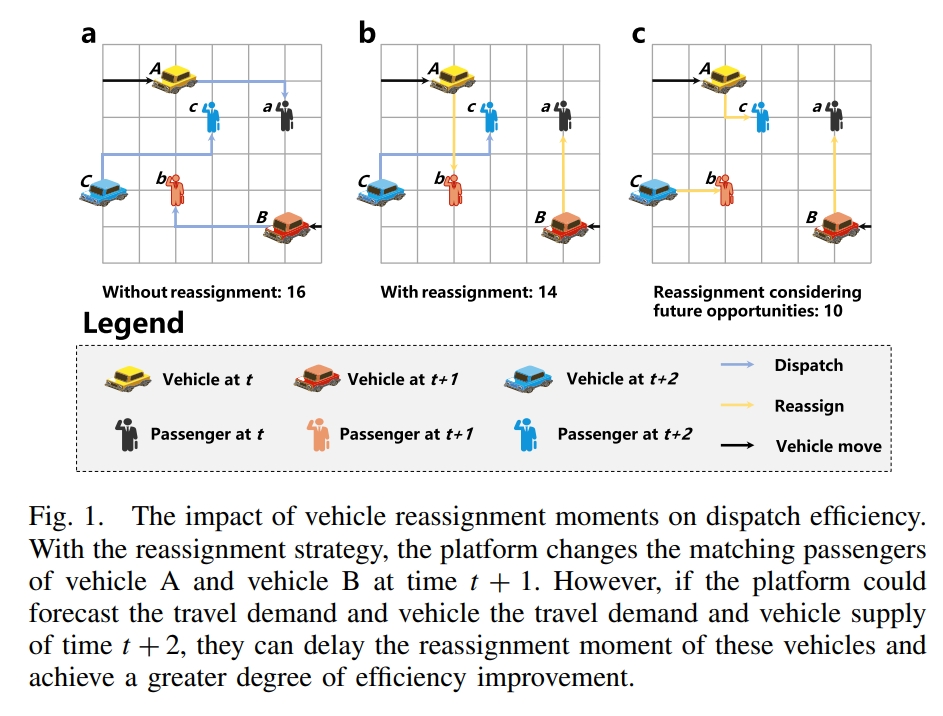 a b c
A A A
c a c a c a
C b C b C b
B B B
Without reassignment: 16 With reassignment: 14 Reassignment considering
future opportunities: 10
Legend
Vehicle at t Vehicle at t+1 Vehicle at t+2 Dispatch
Reassign
Passenger at t Passenger at t+1 Passenger at t+2 Vehicle move
Fig. 1. The impact of vehicle reassignment moments on dispatch efficiency.
With the reassignment strategy, the platform changes the matching passengers
of vehicle A and vehicle B at time t + 1. However, if the platform could
forecast the travel demand and vehicle the travel demand and vehicle supply
of time t + 2, they can delay the reassignment moment of these vehicles and
achieve a greater degree of efficiency improvement.